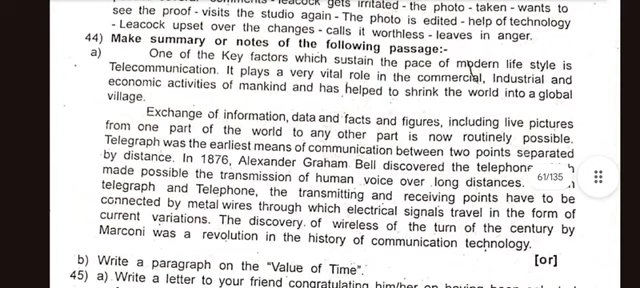 gets irritated - the photo - taken - wants to
see the proof - visits the studio again - The photo is edited - help of technology
- Leacock upset over the changes - calls it worthless - leaves in anger.
44) Make summary or notes of the following passage:-
a) One of the Key factors which sustain the pace of modern life style is
Telecommunication. It plays a very vital role in the commercial, Industrial and
economic activities of mankind and has helped to shrink the world into a global
village.
Exchange of information, data and facts and figures, including live pictures
from one part of the world to any other part is now routinely possible.
Telegraph was the earliest means of communication between two points separated
by distance. In 1876, Alexander Graham Bell discovered the telephone
made possible the transmission of human voice over long distances.
61/135
telegraph and Telephone, the transmitting and receiving points have to be
connected by metal wires through which electrical signals travel in the form of
current variations. The discovery of wireless of the turn of the century by
Marconi was a revolution in the history of communication technology.
[or]
b) Write a paragraph on the "Value of Time".
45) a) Write a letter to your friend congratulating him/her on having been